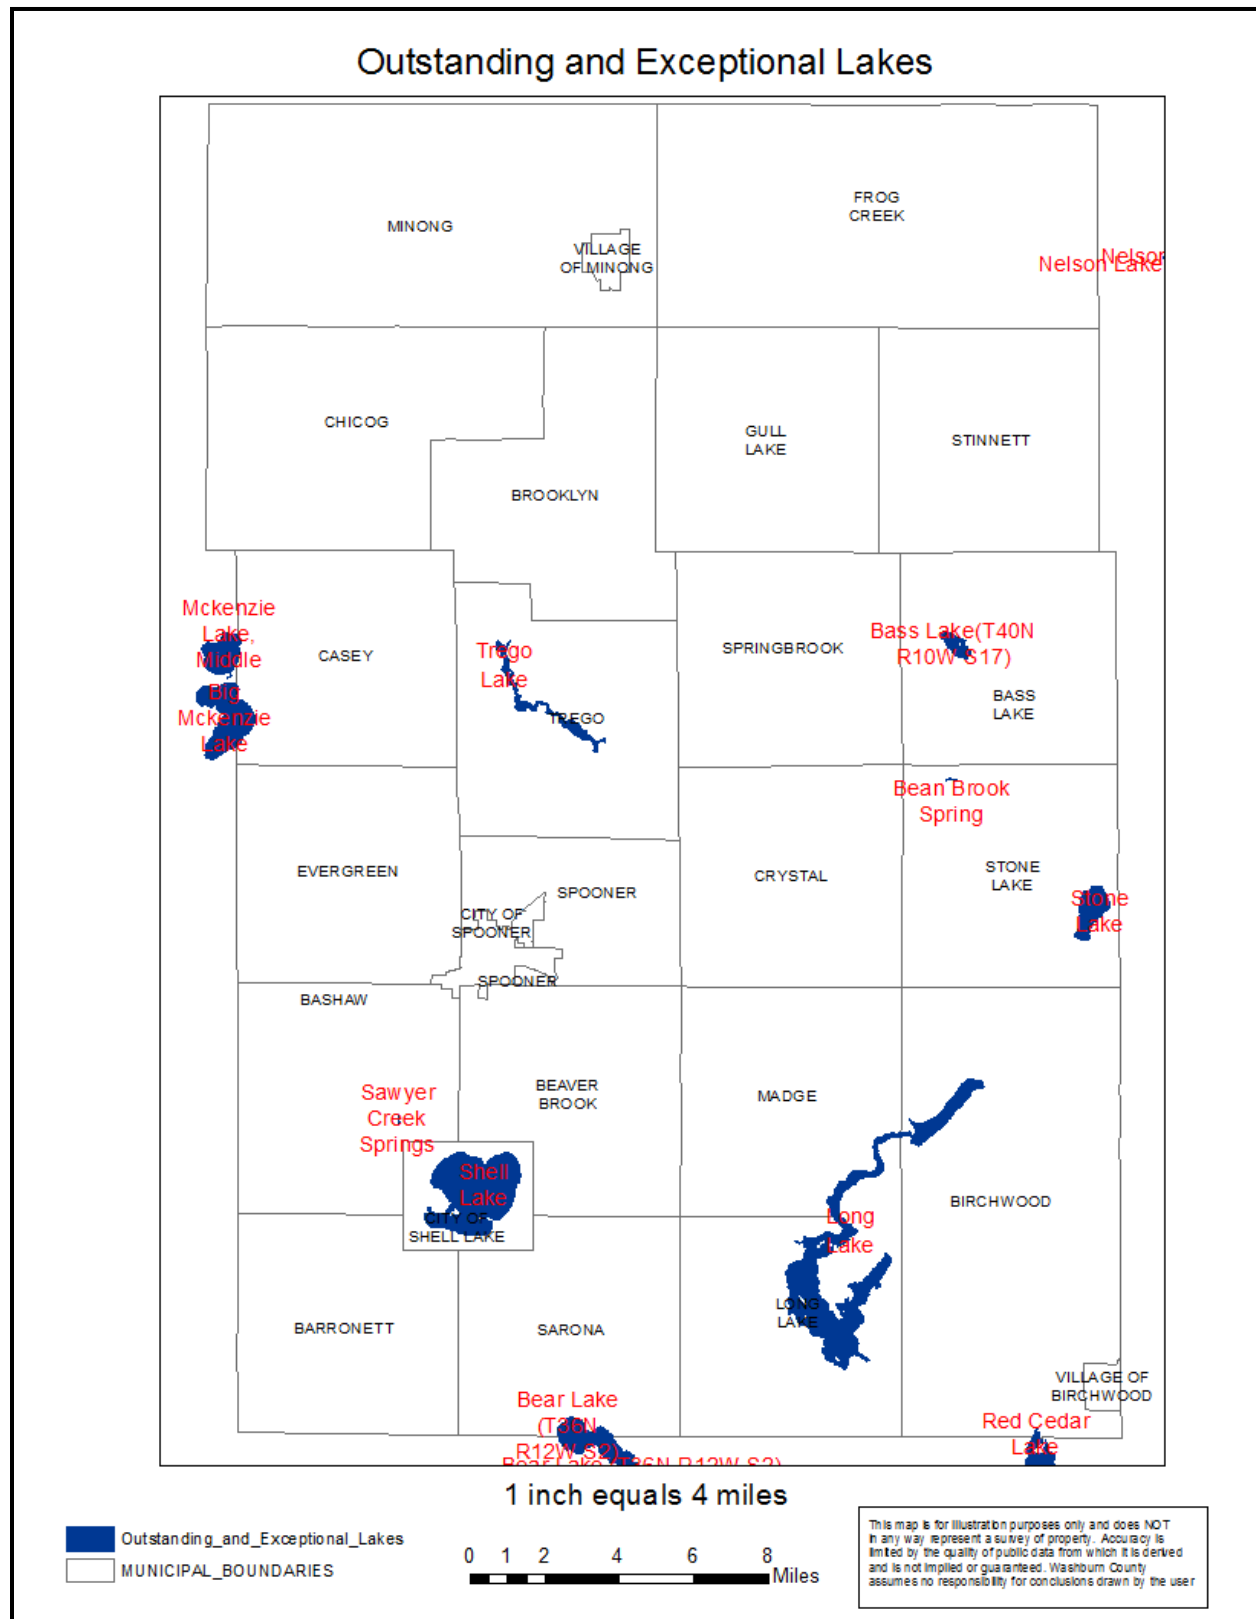 Outstanding and Exceptional Lakes
MINONG
FROG
CREEK
VILLAGE
OF MINONG
Nelson
Nelson Lake
CHICOG
GULL
LAKE
STINNETT
BROOKLYN
Mckenzie
Lake,
Middle
CASEY
Trego
Lake
SPRINGBROOK
Bass Lake(T40N
R10W S17)
Big
Mckenzie
Lake
TREGO
BASS
LAKE
Bean Brook
Spring
EVERGREEN
CRYSTAL
STONE
LAKE
SPOONER
CITY OF
SPOONER
Stone
Lake
SPOONER
BASHAW
Sawyer
Creek
Springs
BEAVER
BROOK
MADGE
Shell
Lake
CITY OF
SHELL LAKE
BIRCHWOOD
Long
Lake
LONG
LAKE
BARRONETT
SARONA
VILLAGE OF
BIRCHWOOD
Bear Lake
(T36N
R12W S2)
Bear Lake (T36N R12W S2)
Red Cedar
Lake
1 inch equals 4 miles
Outstanding_and_Exceptional_Lakes
MUNICIPAL_BOUNDARIES
0 1 2 4 6 8
Miles
This map is for illustration purposes only and does NOT
in any way represent a survey of property. Accuracy is
limited by the quality of public data from which it is derived
and is not implied or guaranteed. Washburn County
assumes no responsibility for conclusions drawn by the user